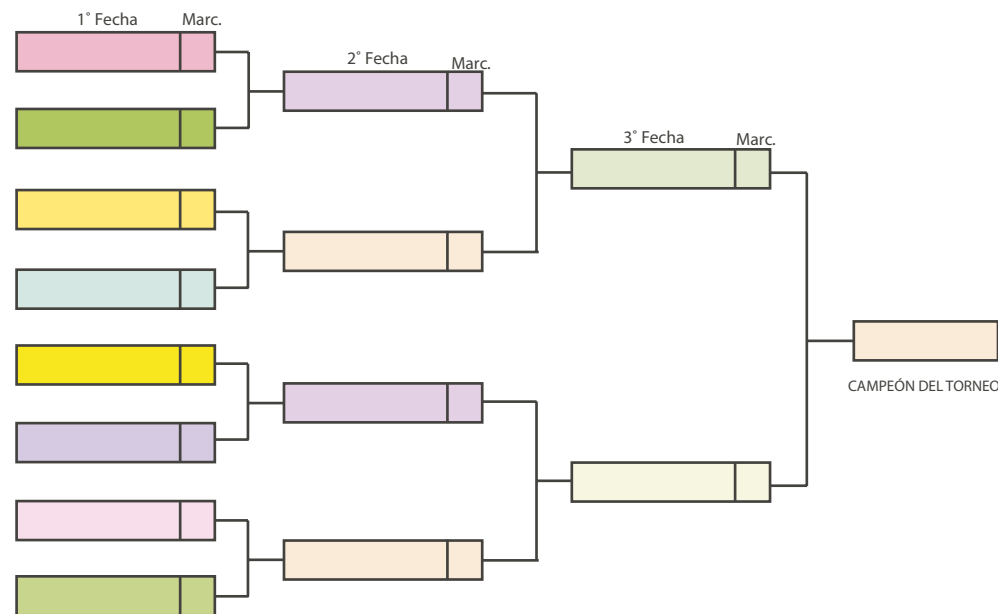 1˚ Fecha
Marc.
2˚ Fecha
Marc.
3˚ Fecha
Marc.
CAMPEÓN DEL TORNEO